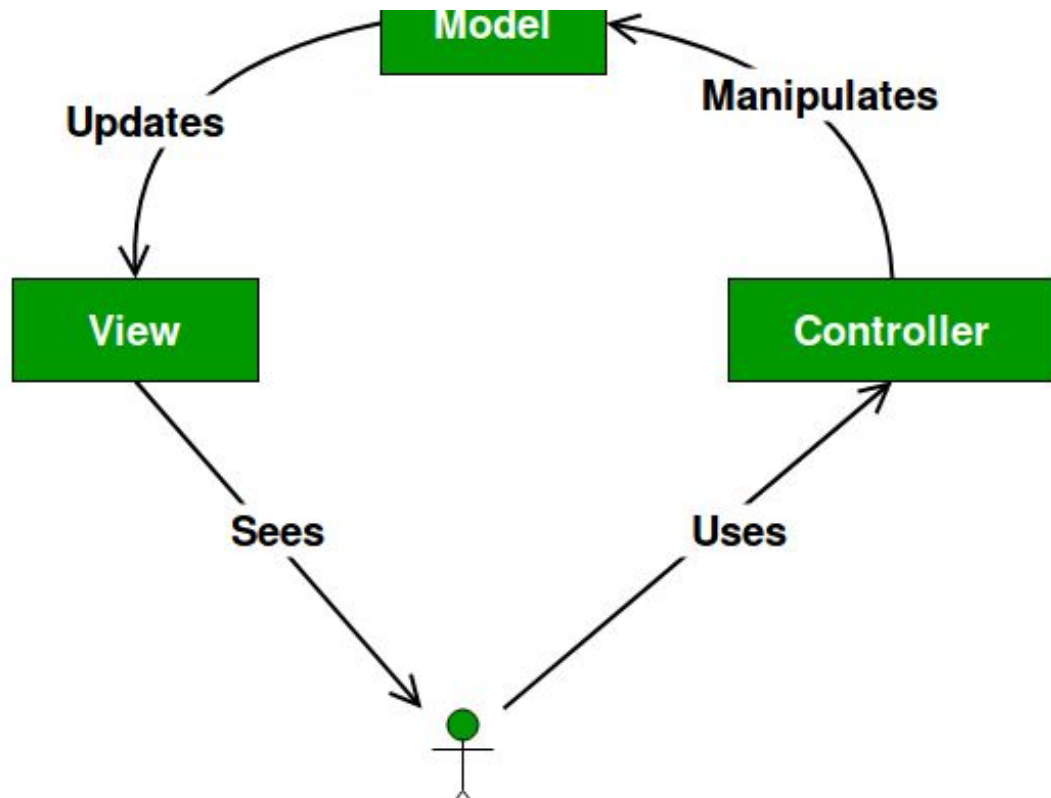 Model
Updates
Manipulates
View
Controller
Sees
Uses